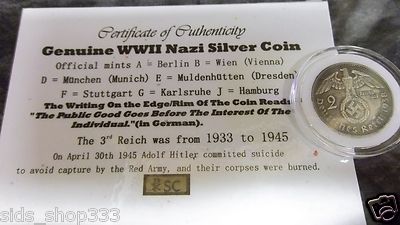 Certificate of Authenticity
Genuine WWII Nazi Silver Coin
Official mints A = Berlin B = Wien (Vienna)
D = München (Munich) E = Muldenhütten (Dresden)
F = Stuttgart G = Karlsruhe J = Hamburg
The Writing On the Edge/Rim Of The Coin Reads
"The Public Good Goes Before The Interest Of The
Individual."(in German).
The 3rd Reich was from 1933 to 1945
On April 30th 1945 Adolf Hitler committed suicide
to avoid capture by the Red Army, and their corpses were burned.
SC
2
sids_shop333